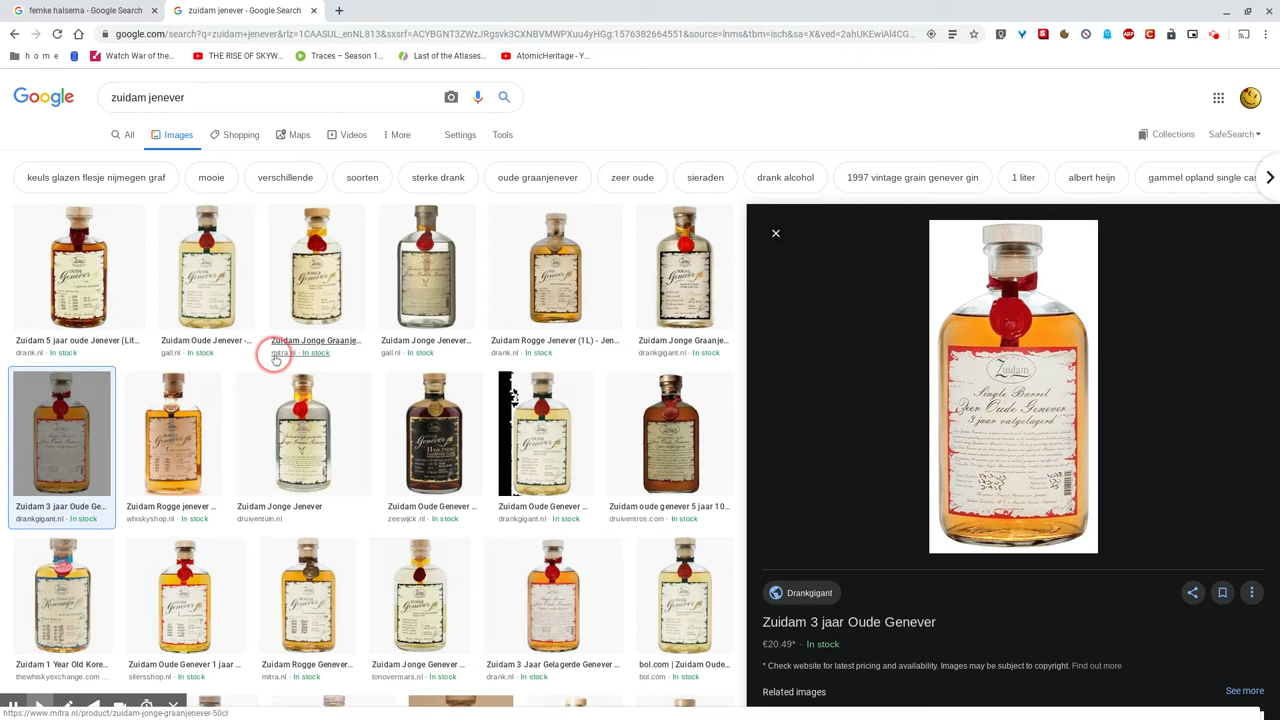 femke halsema - Google Search
zuidam jenever - Google Search
google.com/search?q=zuidam+jenever&rlz=1CAASUL_enNL813&sxsrf=ACYBGNT3ZWzJRgsvk3CXNBVMWPXuu4yHGg:1576382664551&source=lnms&tbm=isch&sa=X&ved=2ahUKEwiAl4CG...
h o m e
Watch War of the...
THE RISE OF SKYW...
Traces – Season 1...
Last of the Atlases...
AtomicHeritage - Y...
Google
zuidam jenever
All
Images
Shopping
Maps
Videos
More
Settings
Tools
Collections
SafeSearch
keuls glazen flesje nijmegen graf
mooie
verschillende
soorten
sterke drank
oude graanjenever
zeer oude
sieraden
drank alcohol
1997 vintage grain genever gin
1 liter
albert heijn
gammel opland single cas
Zuidam 5 jaar oude Jenever (Lit...
drank.nl · In stock
Zuidam Oude Jenever -...
gall.nl · In stock
Zuidam Jonge Graanje...
mitra.nl · In stock
Zuidam Jonge Jenever...
gall.nl · In stock
Zuidam Rogge Jenever (1L) - Jen...
drank.nl · In stock
Zuidam Jonge Graanje...
drankgigant.nl · In stock
Zuidam 3 jaar Oude Ge...
drankgigant.nl · In stock
Zuidam Rogge jenever ...
whiskyshop.nl · In stock
Zuidam Jonge Jenever
druiventuin.nl
Zuidam Oude Genever ...
zeewijck.nl · In stock
Zuidam Oude Genever ...
drankgigant.nl · In stock
Zuidam oude genever 5 jaar 10...
druiventros.com · In stock
Zuidam 1 Year Old Kore...
thewhiskyexchange.com ...
Zuidam Oude Genever 1 jaar ...
silersshop.nl · In stock
Zuidam Rogge Genever...
mitra.nl · In stock
Zuidam Jonge Genever ...
tonovermars.nl · In stock
Zuidam 3 Jaar Gelagerde Genever ...
drank.nl · In stock
bol.com | Zuidam Oude...
bol.com · In stock
Zuidam
Single Barrel
Zeer Oude Genever
3 jaar vatgelagerd
Drankgigant
Zuidam 3 jaar Oude Genever
€20.49* · In stock
* Check website for latest pricing and availability. Images may be subject to copyright. Find out more
Related images
See more
https://www.mitra.nl/product/zuidam-jonge-graanjenever-50cl